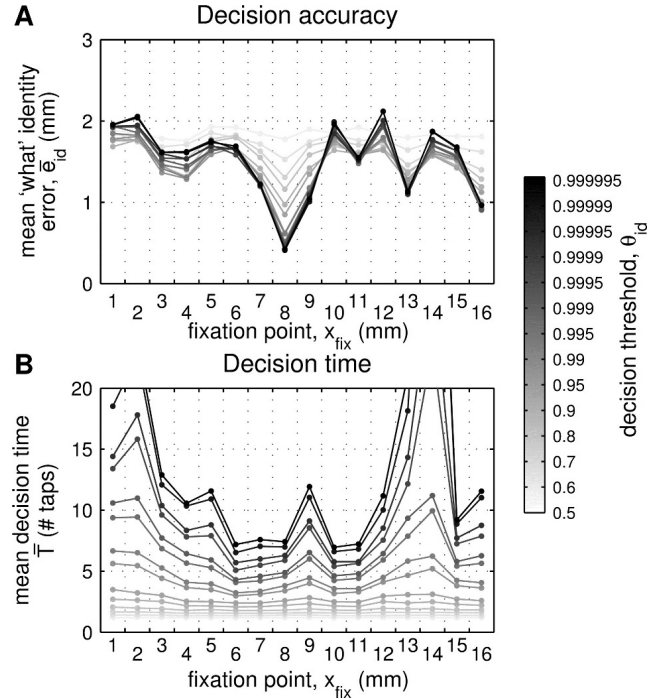 A
Decision accuracy
mean ‘what’ identity
error, e̅id (mm)
3
2
1
0
1 2 3 4 5 6 7 8 9 10 11 12 13 14 15 16
fixation point, xfix (mm)
B
Decision time
mean decision time
T̅ (# taps)
20
15
10
5
0
1 2 3 4 5 6 7 8 9 10 11 12 13 14 15 16
fixation point, xfix (mm)
0.999995
0.99999
0.99995
0.9999
0.9995
0.999
0.995
0.99
0.95
0.9
0.8
0.7
0.6
0.5
decision threshold, θid